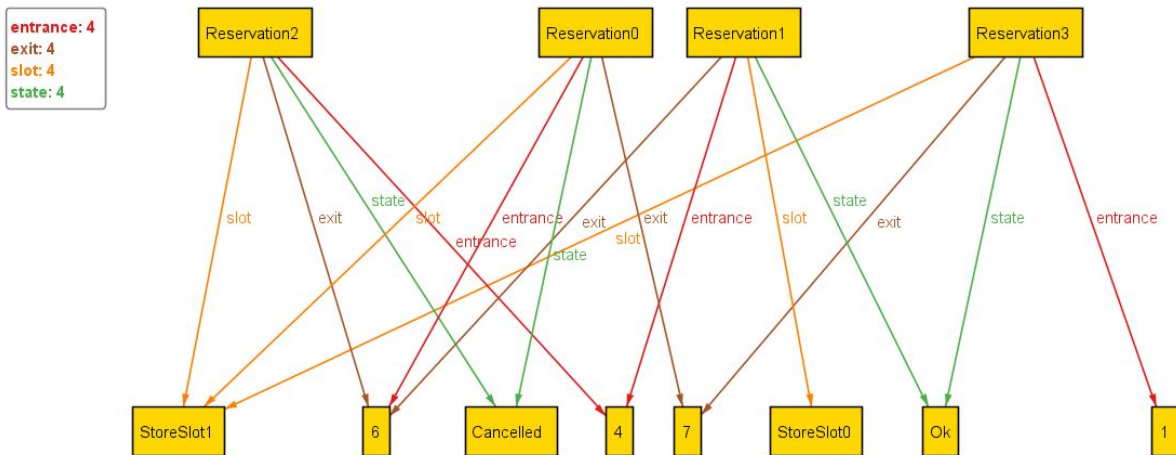 entrance: 4
exit: 4
slot: 4
state: 4
Reservation2
Reservation0
Reservation1
Reservation3
slot
exit
state
slot
entrance
entrance
exit
state
exit
entrance
slot
slot
state
exit
state
entrance
StoreSlot1
6
Cancelled
4
7
StoreSlot0
Ok
1